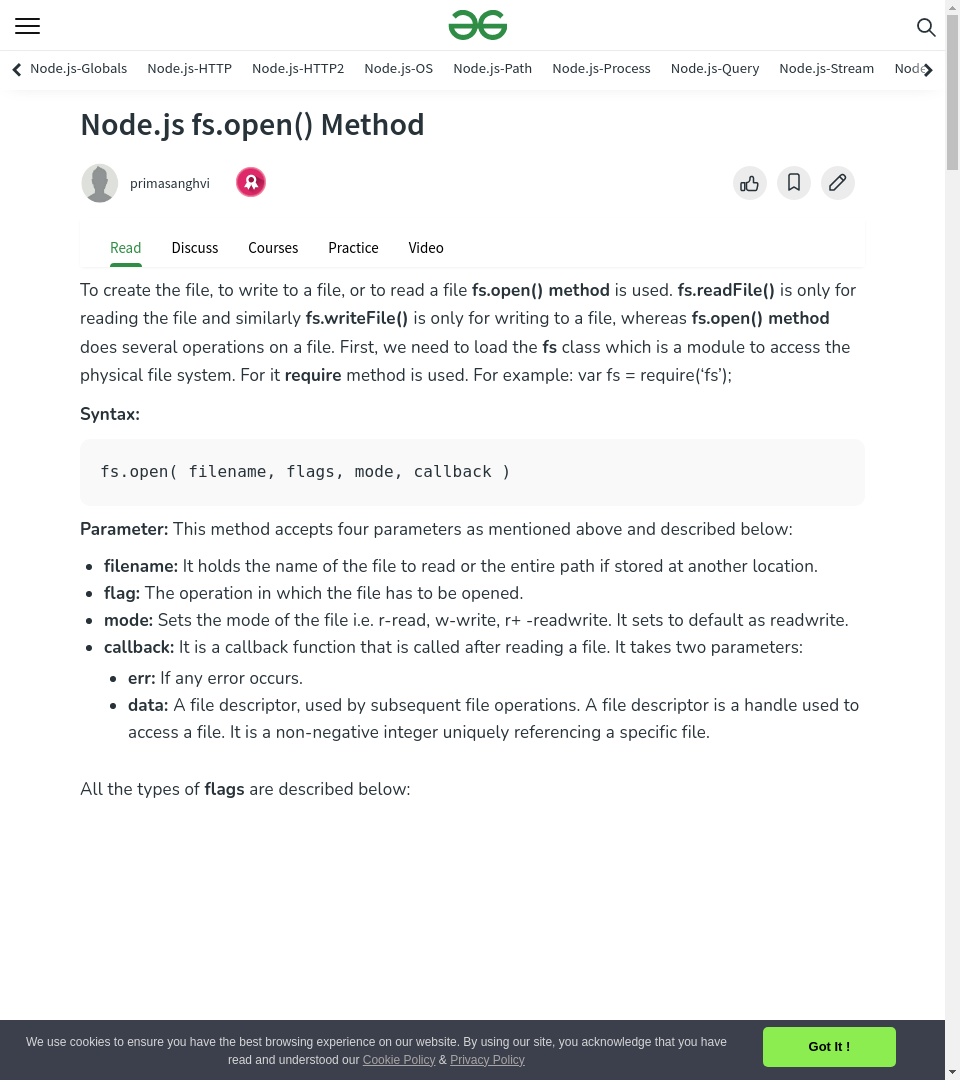 Node.js-Globals Node.js-HTTP Node.js-HTTP2 Node.js-OS Node.js-Path Node.js-Process Node.js-Query Node.js-Stream Node
Node.js fs.open() Method
primasanghvi
Read Discuss Courses Practice Video
To create the file, to write to a file, or to read a file fs.open() method is used. fs.readFile() is only for
reading the file and similarly fs.writeFile() is only for writing to a file, whereas fs.open() method
does several operations on a file. First, we need to load the fs class which is a module to access the
physical file system. For it require method is used. For example: var fs = require(‘fs’);
Syntax:
fs.open( filename, flags, mode, callback )
Parameter: This method accepts four parameters as mentioned above and described below:
• filename: It holds the name of the file to read or the entire path if stored at another location.
• flag: The operation in which the file has to be opened.
• mode: Sets the mode of the file i.e. r-read, w-write, r+ -readwrite. It sets to default as readwrite.
• callback: It is a callback function that is called after reading a file. It takes two parameters:
• err: If any error occurs.
• data: A file descriptor, used by subsequent file operations. A file descriptor is a handle used to
access a file. It is a non-negative integer uniquely referencing a specific file.
All the types of flags are described below:
We use cookies to ensure you have the best browsing experience on our website. By using our site, you acknowledge that you have
read and understood our Cookie Policy & Privacy Policy
Got It !